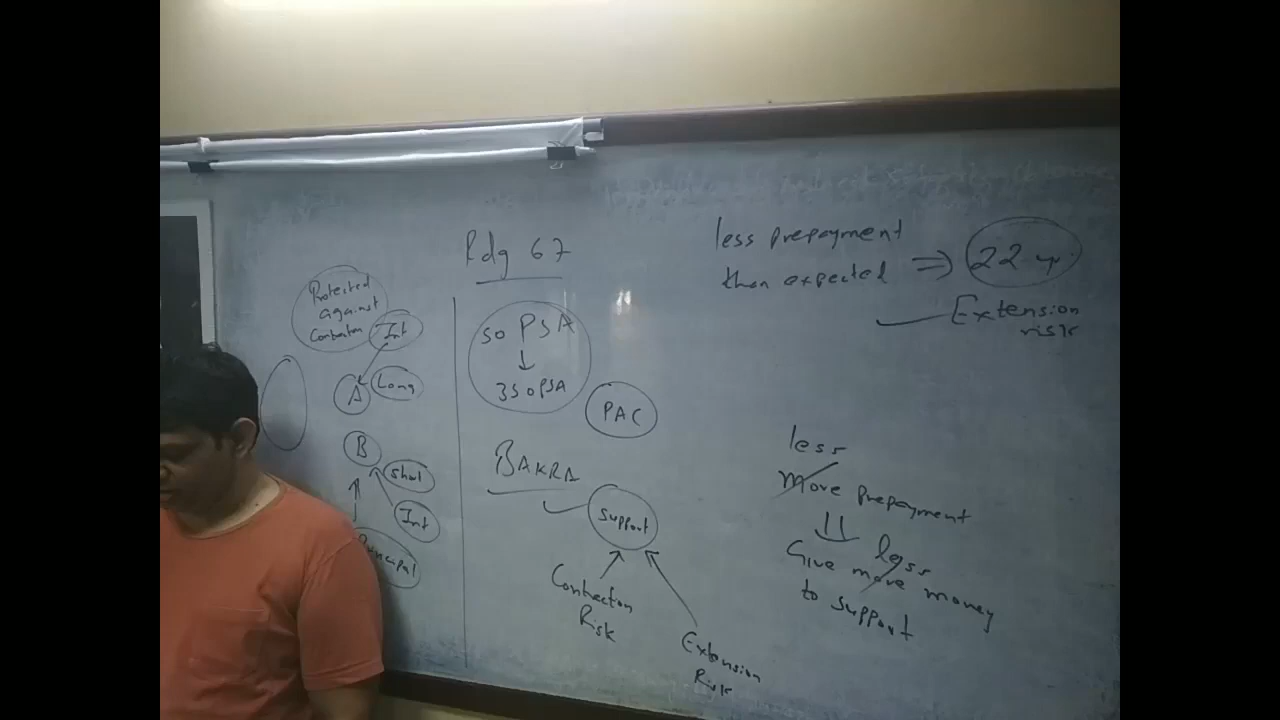 Rdg 67
Protected
against
Contraction
Int
A
Long
B
Short
Int
Principal
50 PSA
↓
350 PSA
PAC
BAKRA
Support
Contraction
Risk
Extension
Risk
less prepayment
than expected ⇒ 22 yr.
Extension
risk
less
More prepayment
⇓ less
Give more money
to support